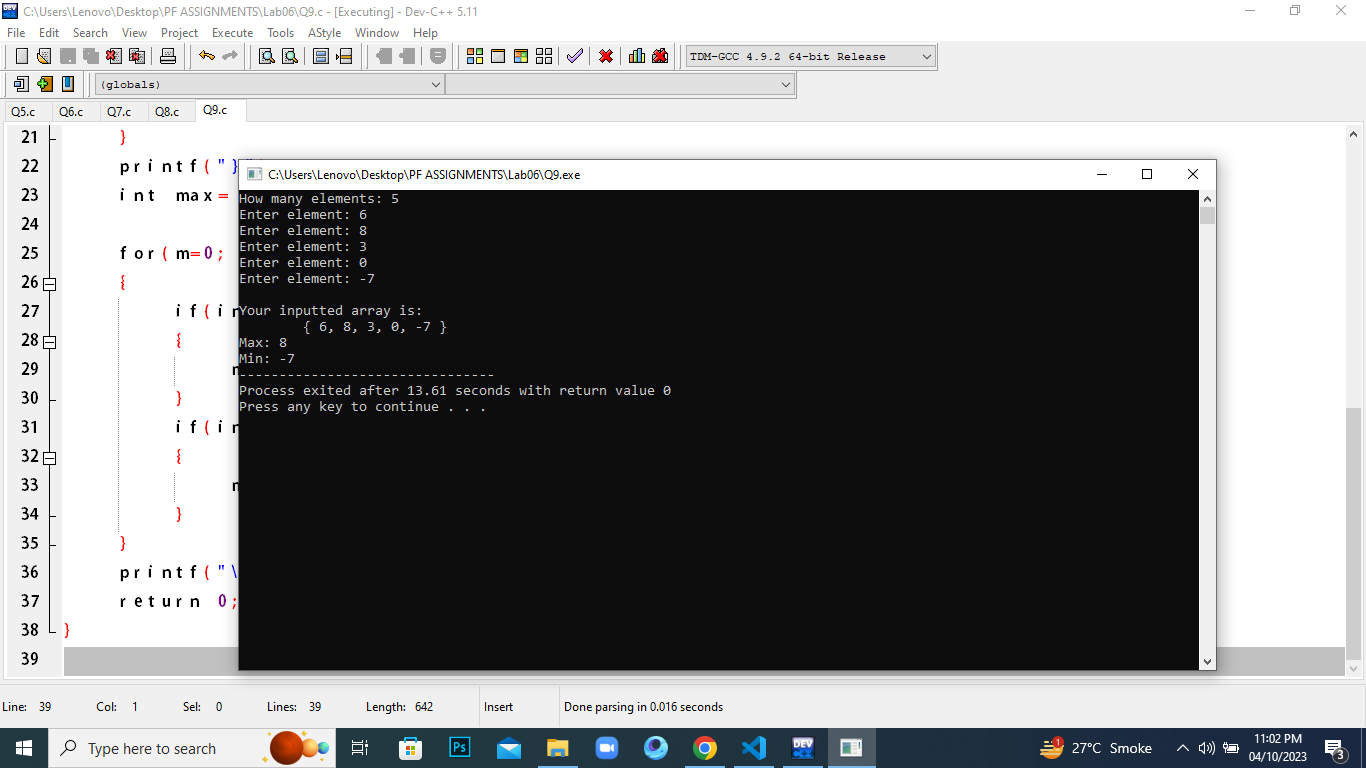 C:\Users\Lenovo\Desktop\PF ASSIGNMENTS\Lab06\Q9.c - [Executing] - Dev-C++ 5.11
File Edit Search View Project Execute Tools AStyle Window Help
TDM-GCC 4.9.2 64-bit Release
(globals)
Q5.c Q6.c Q7.c Q8.c Q9.c
21 }
22 printf("}
23 int max=
24
25 for(m=0;
26 {
27 if(in
28 {
29
30 }
31 if(in
32 {
33
34 }
35 }
36 printf("\
37 return 0;
38 }
39
C:\Users\Lenovo\Desktop\PF ASSIGNMENTS\Lab06\Q9.exe
How many elements: 5
Enter element: 6
Enter element: 8
Enter element: 3
Enter element: 0
Enter element: -7
Your inputted array is:
{ 6, 8, 3, 0, -7 }
Max: 8
Min: -7
--------------------------------
Process exited after 13.61 seconds with return value 0
Press any key to continue . . .
Line: 39 Col: 1 Sel: 0 Lines: 39 Length: 642 Insert Done parsing in 0.016 seconds
Type here to search
Ps
DEV
1
27°C Smoke
11:02 PM
04/10/2023
3